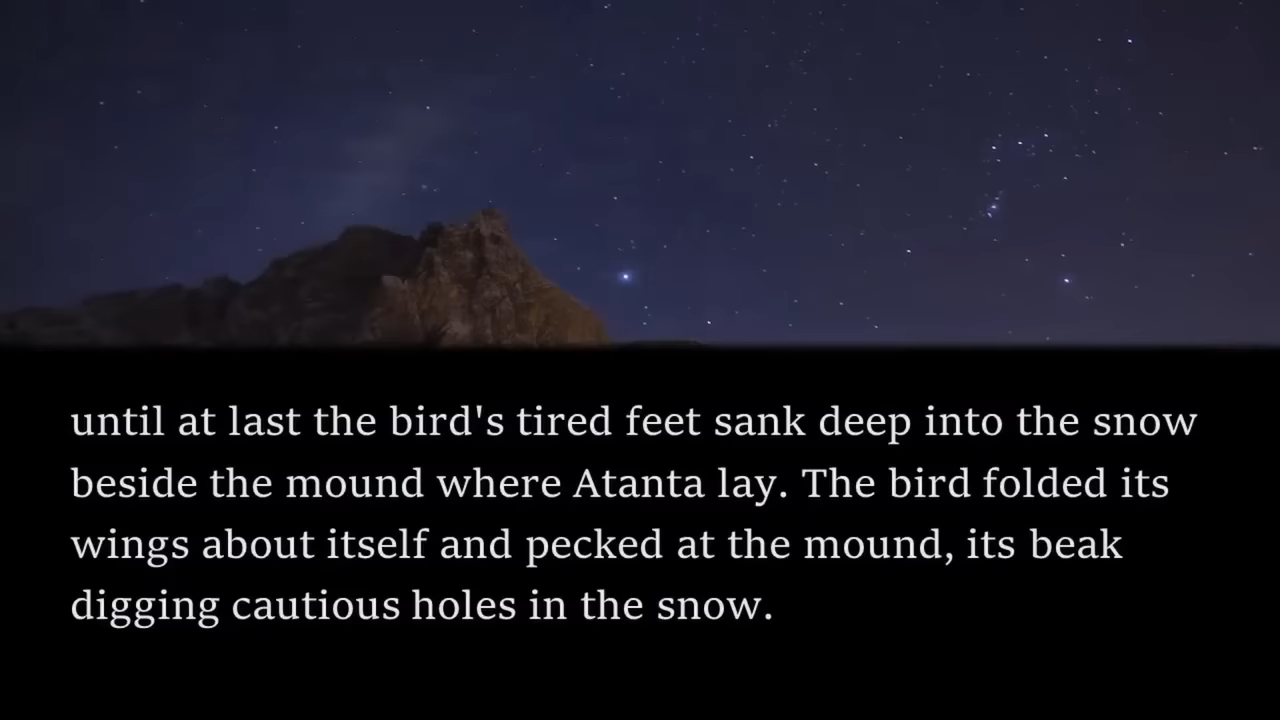 until at last the bird's tired feet sank deep into the snow
beside the mound where Atanta lay. The bird folded its
wings about itself and pecked at the mound, its beak
digging cautious holes in the snow.